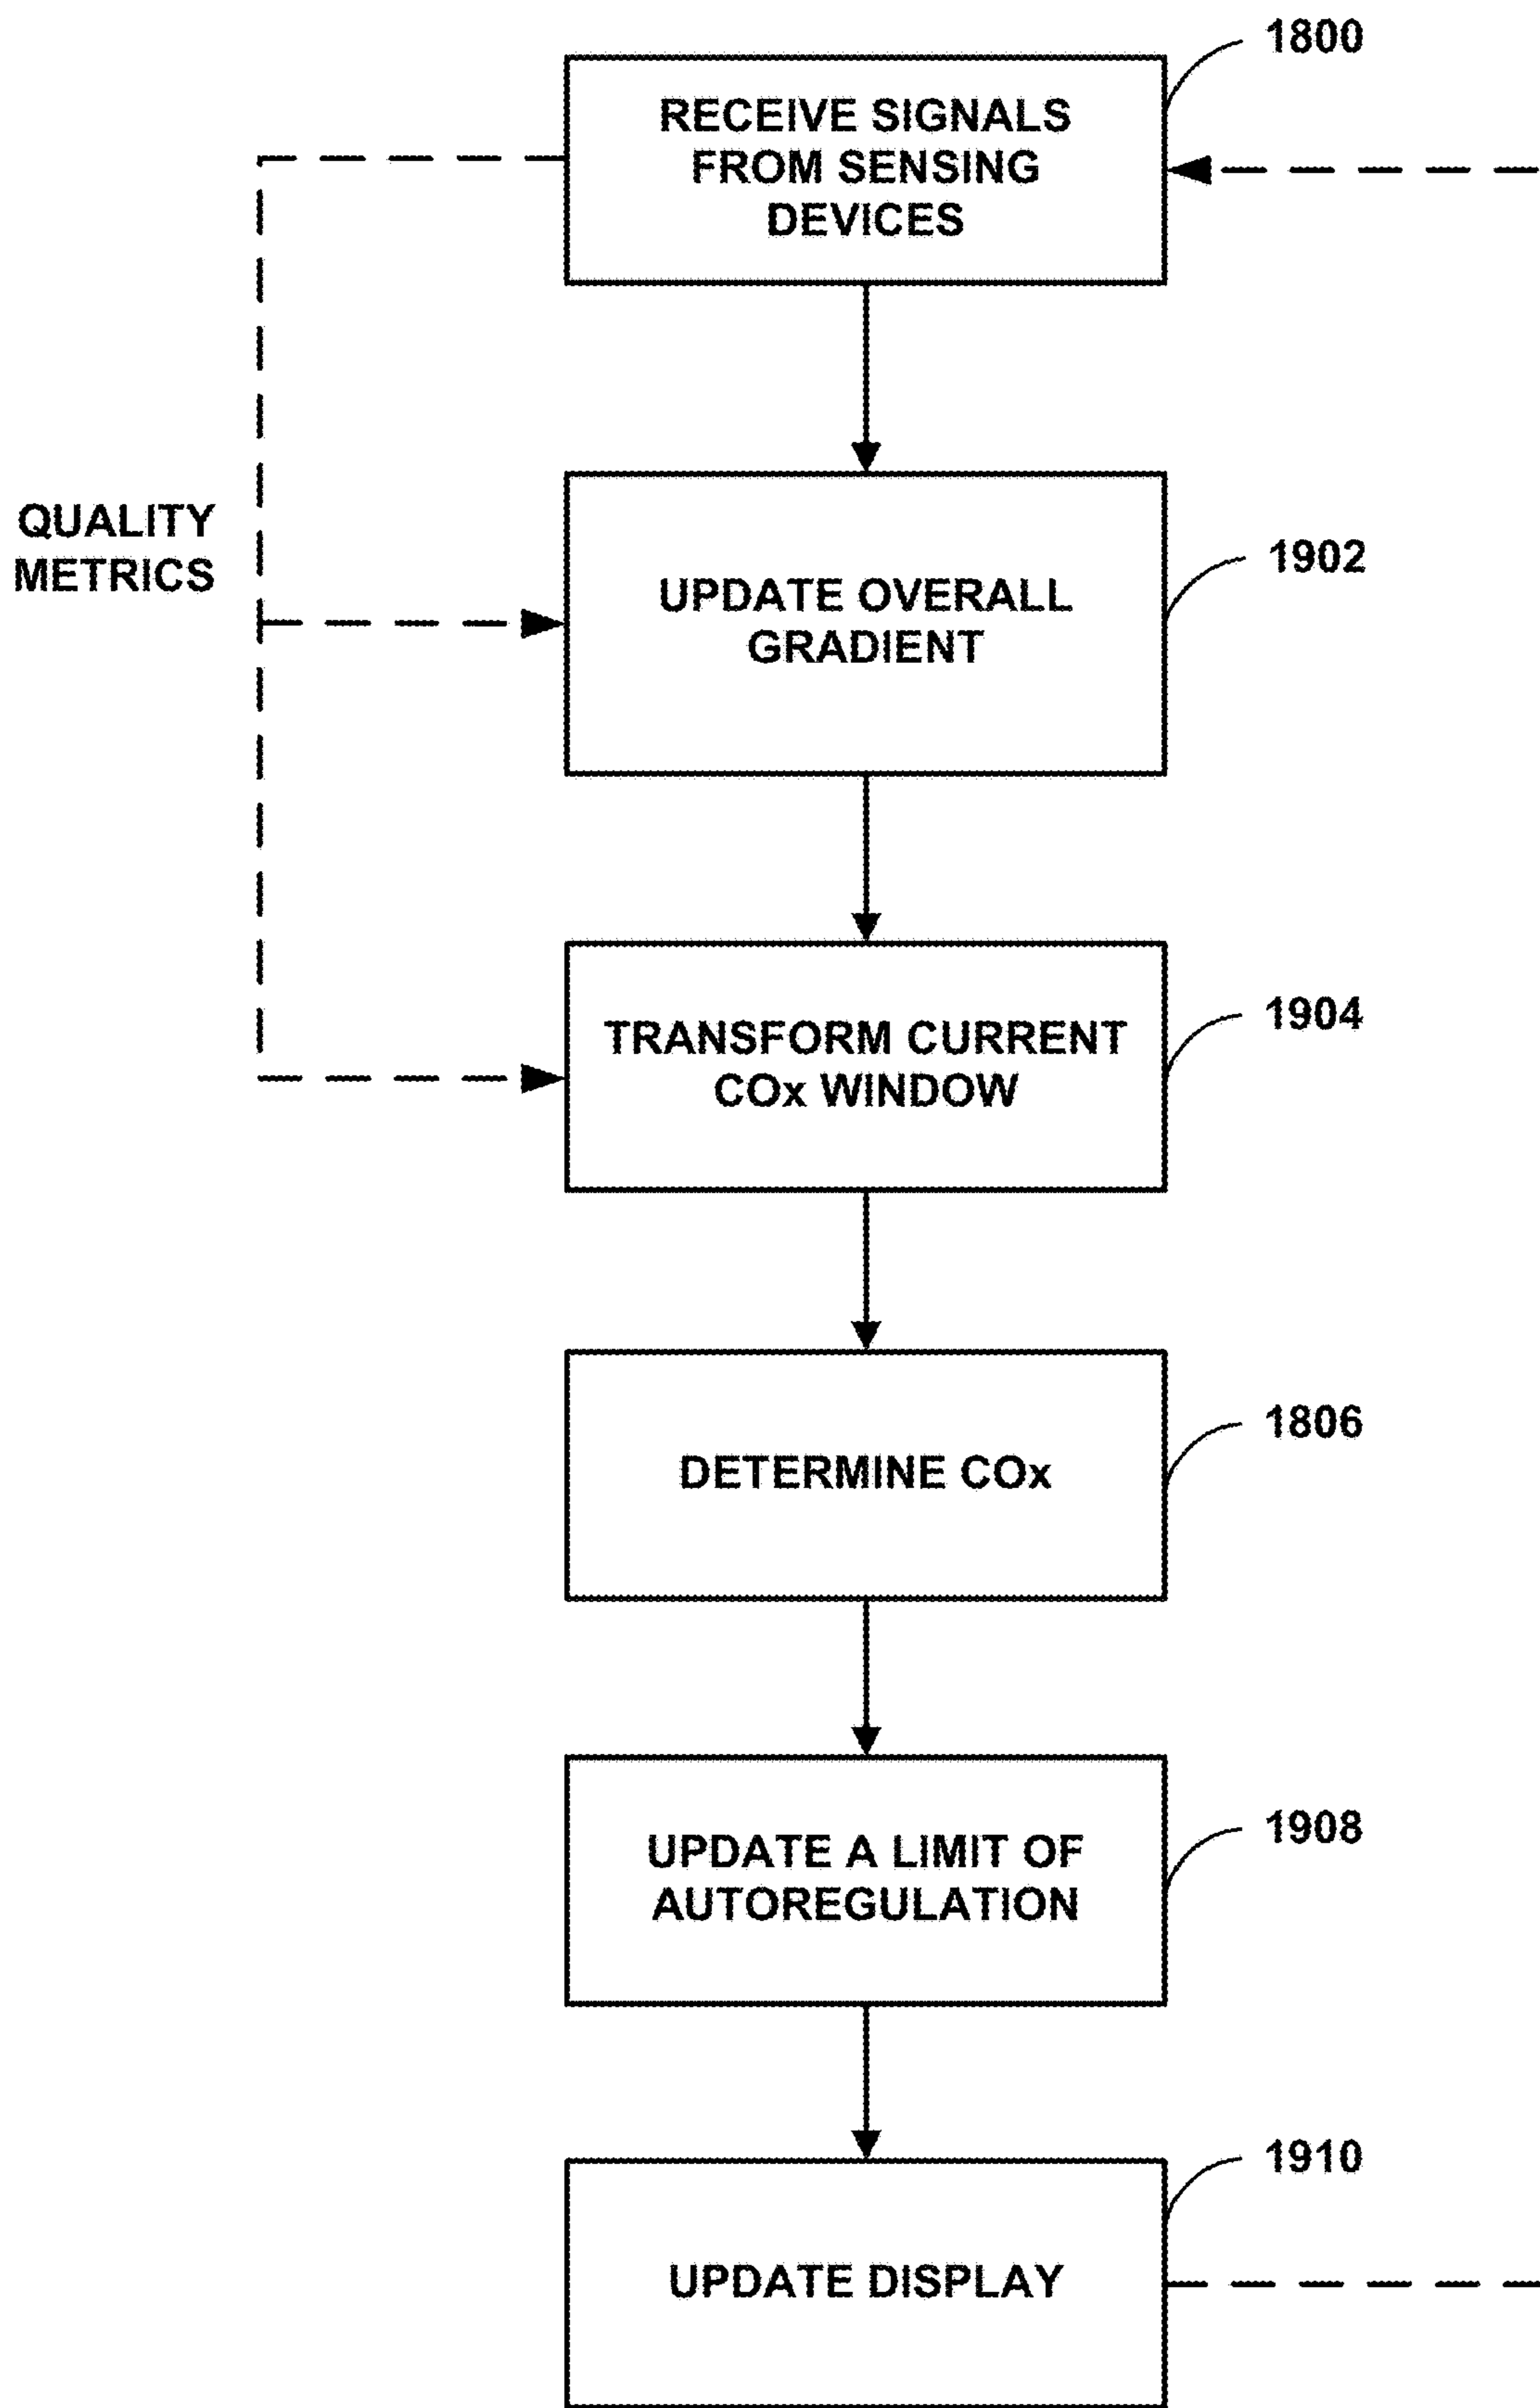 1800
RECEIVE SIGNALS
FROM SENSING
DEVICES
QUALITY
METRICS
1902
UPDATE OVERALL
GRADIENT
1904
TRANSFORM CURRENT
COx WINDOW
1806
DETERMINE COx
1908
UPDATE A LIMIT OF
AUTOREGULATION
1910
UPDATE DISPLAY